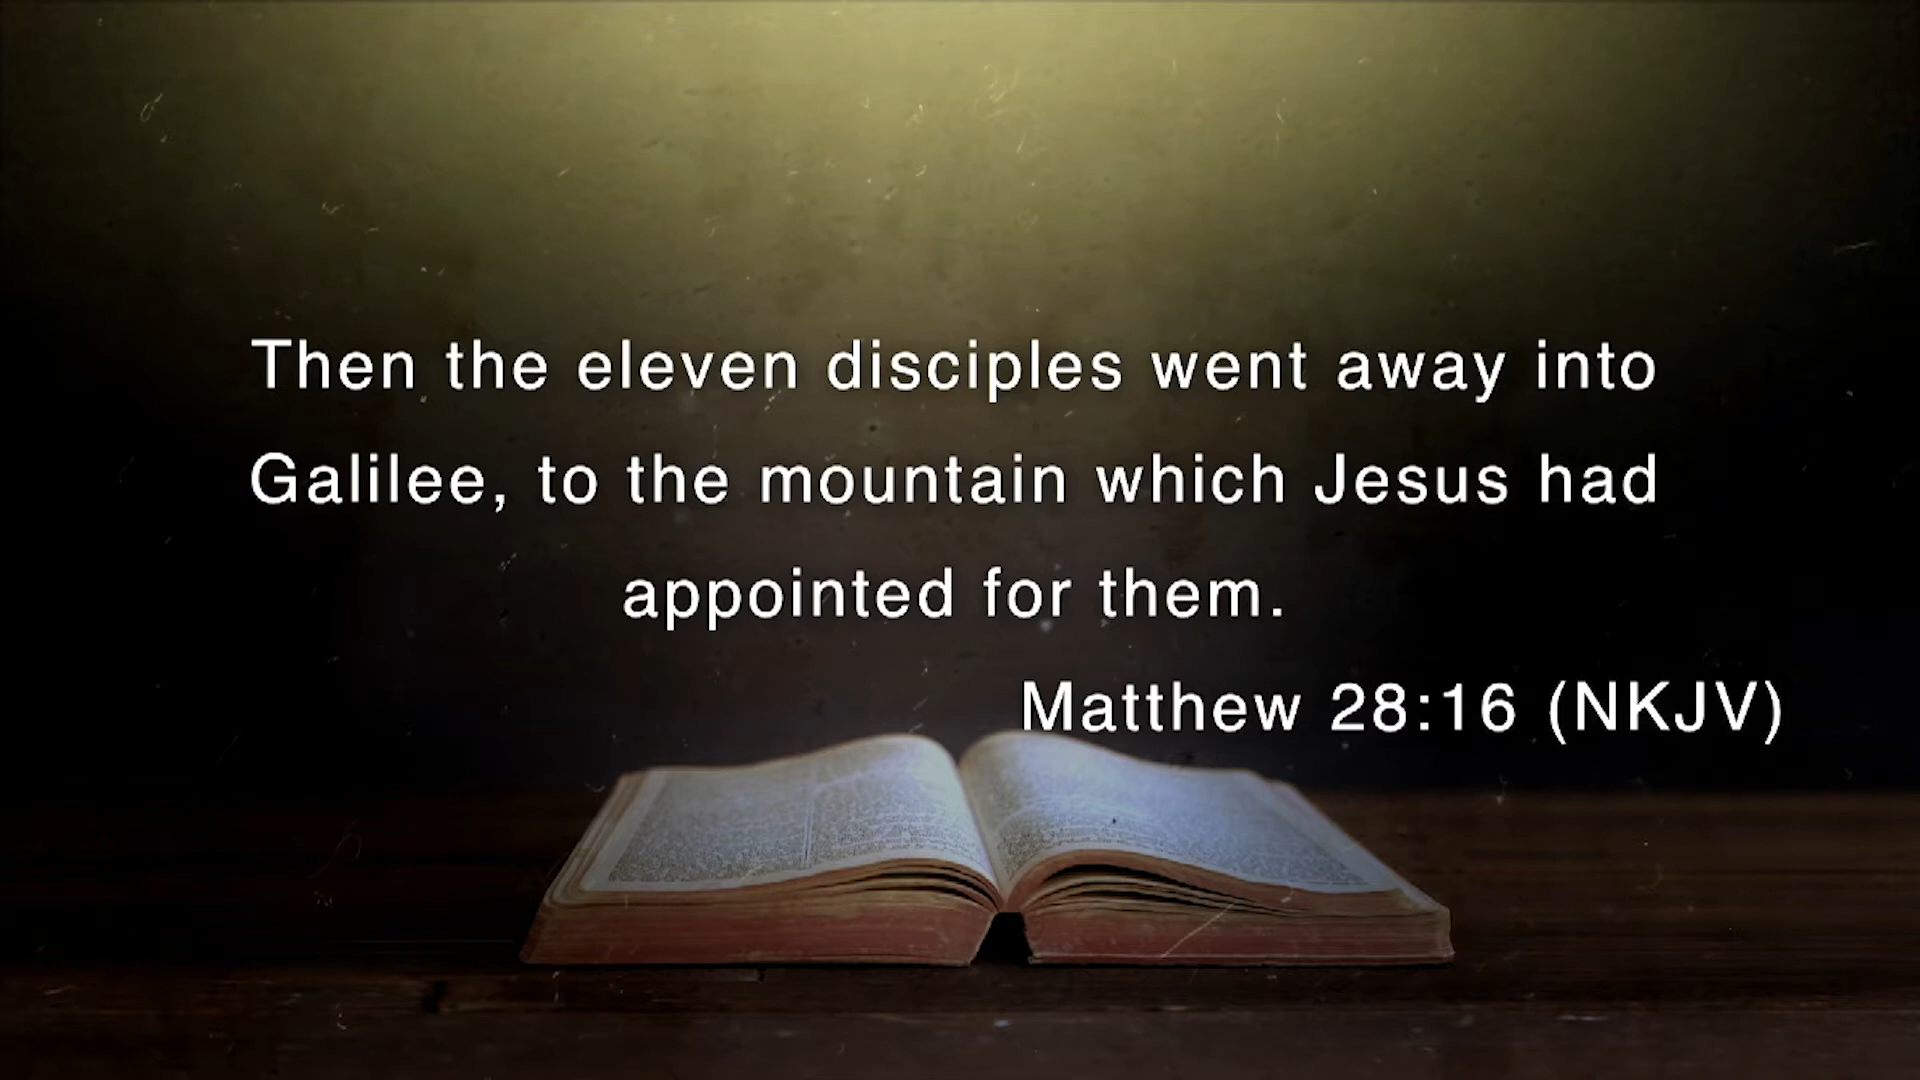 Then the eleven disciples went away into
Galilee, to the mountain which Jesus had
appointed for them.
Matthew 28:16 (NKJV)